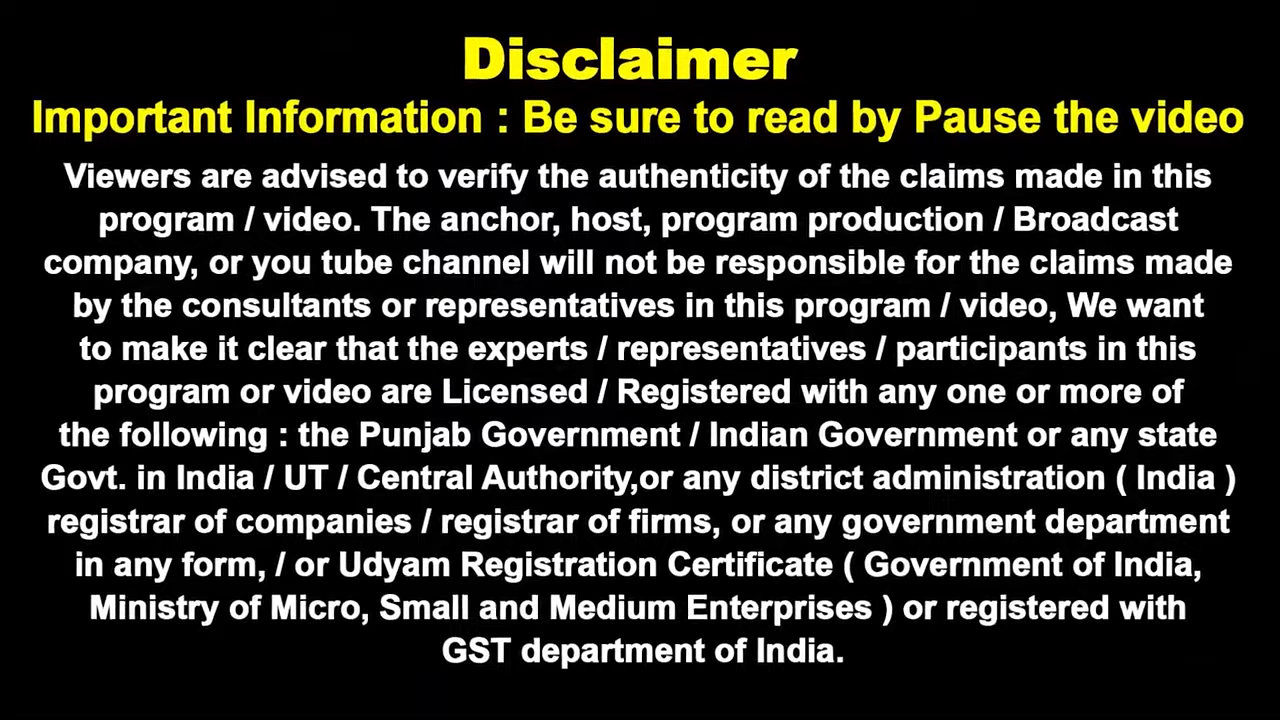 Disclaimer
Important Information : Be sure to read by Pause the video
Viewers are advised to verify the authenticity of the claims made in this
program / video. The anchor, host, program production / Broadcast
company, or you tube channel will not be responsible for the claims made
by the consultants or representatives in this program / video, We want
to make it clear that the experts / representatives / participants in this
program or video are Licensed / Registered with any one or more of
the following : the Punjab Government / Indian Government or any state
Govt. in India / UT / Central Authority,or any district administration ( India )
registrar of companies / registrar of firms, or any government department
in any form, / or Udyam Registration Certificate ( Government of India,
Ministry of Micro, Small and Medium Enterprises ) or registered with
GST department of India.